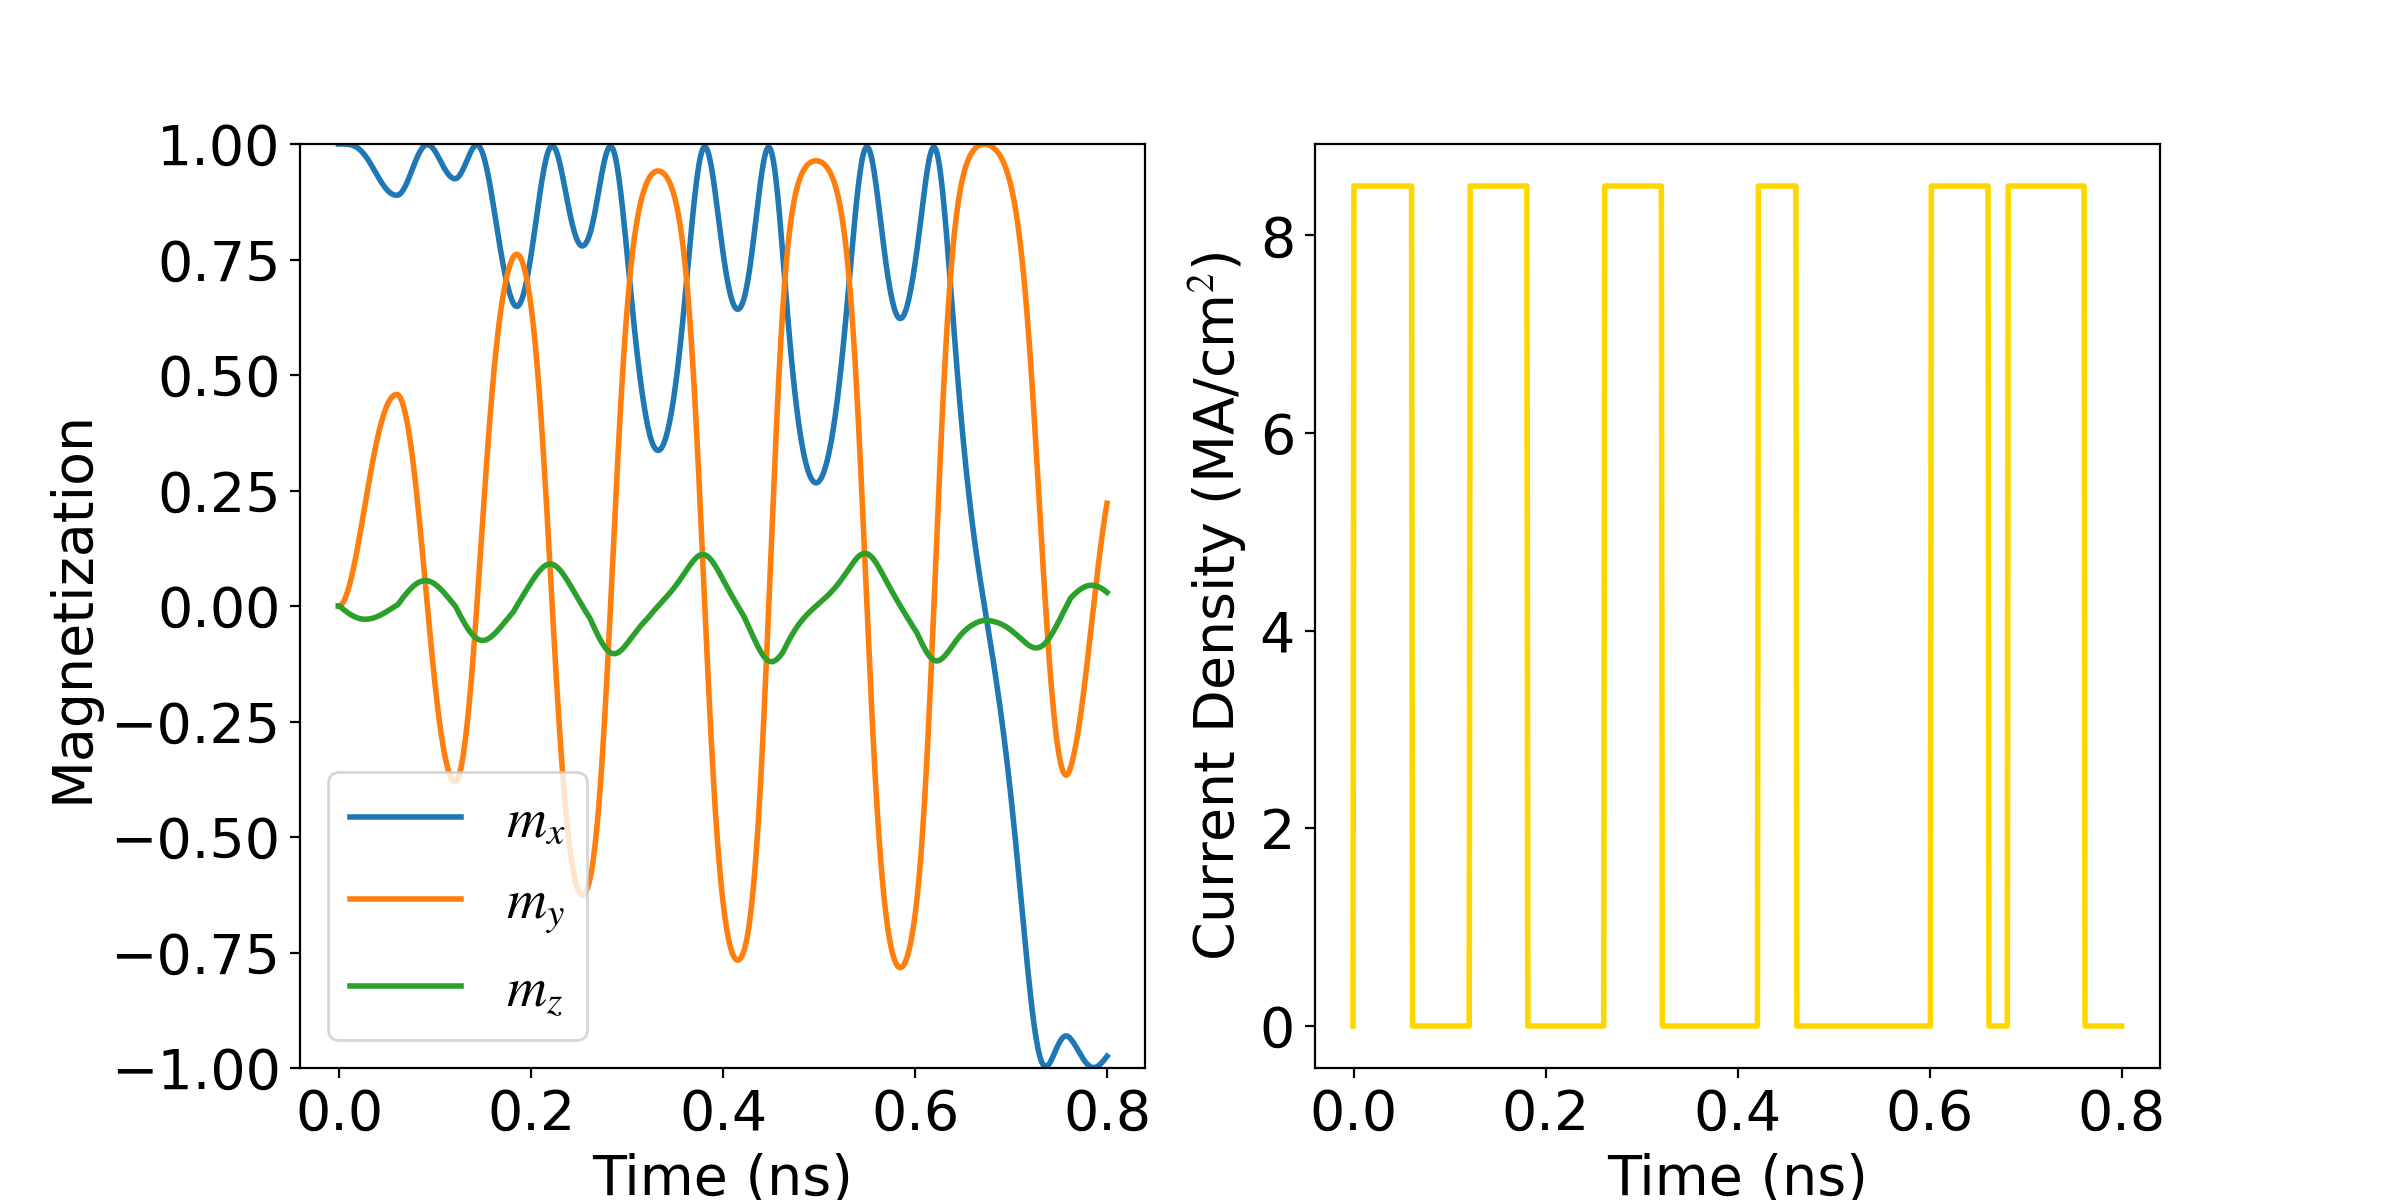 Magnetization
1.00
0.75
0.50
0.25
0.00
−0.25
−0.50
−0.75
−1.00
m_x
m_y
m_z
0.0 0.2 0.4 0.6 0.8
Time (ns)
Current Density (MA/cm²)
8
6
4
2
0
0.0 0.2 0.4 0.6 0.8
Time (ns)